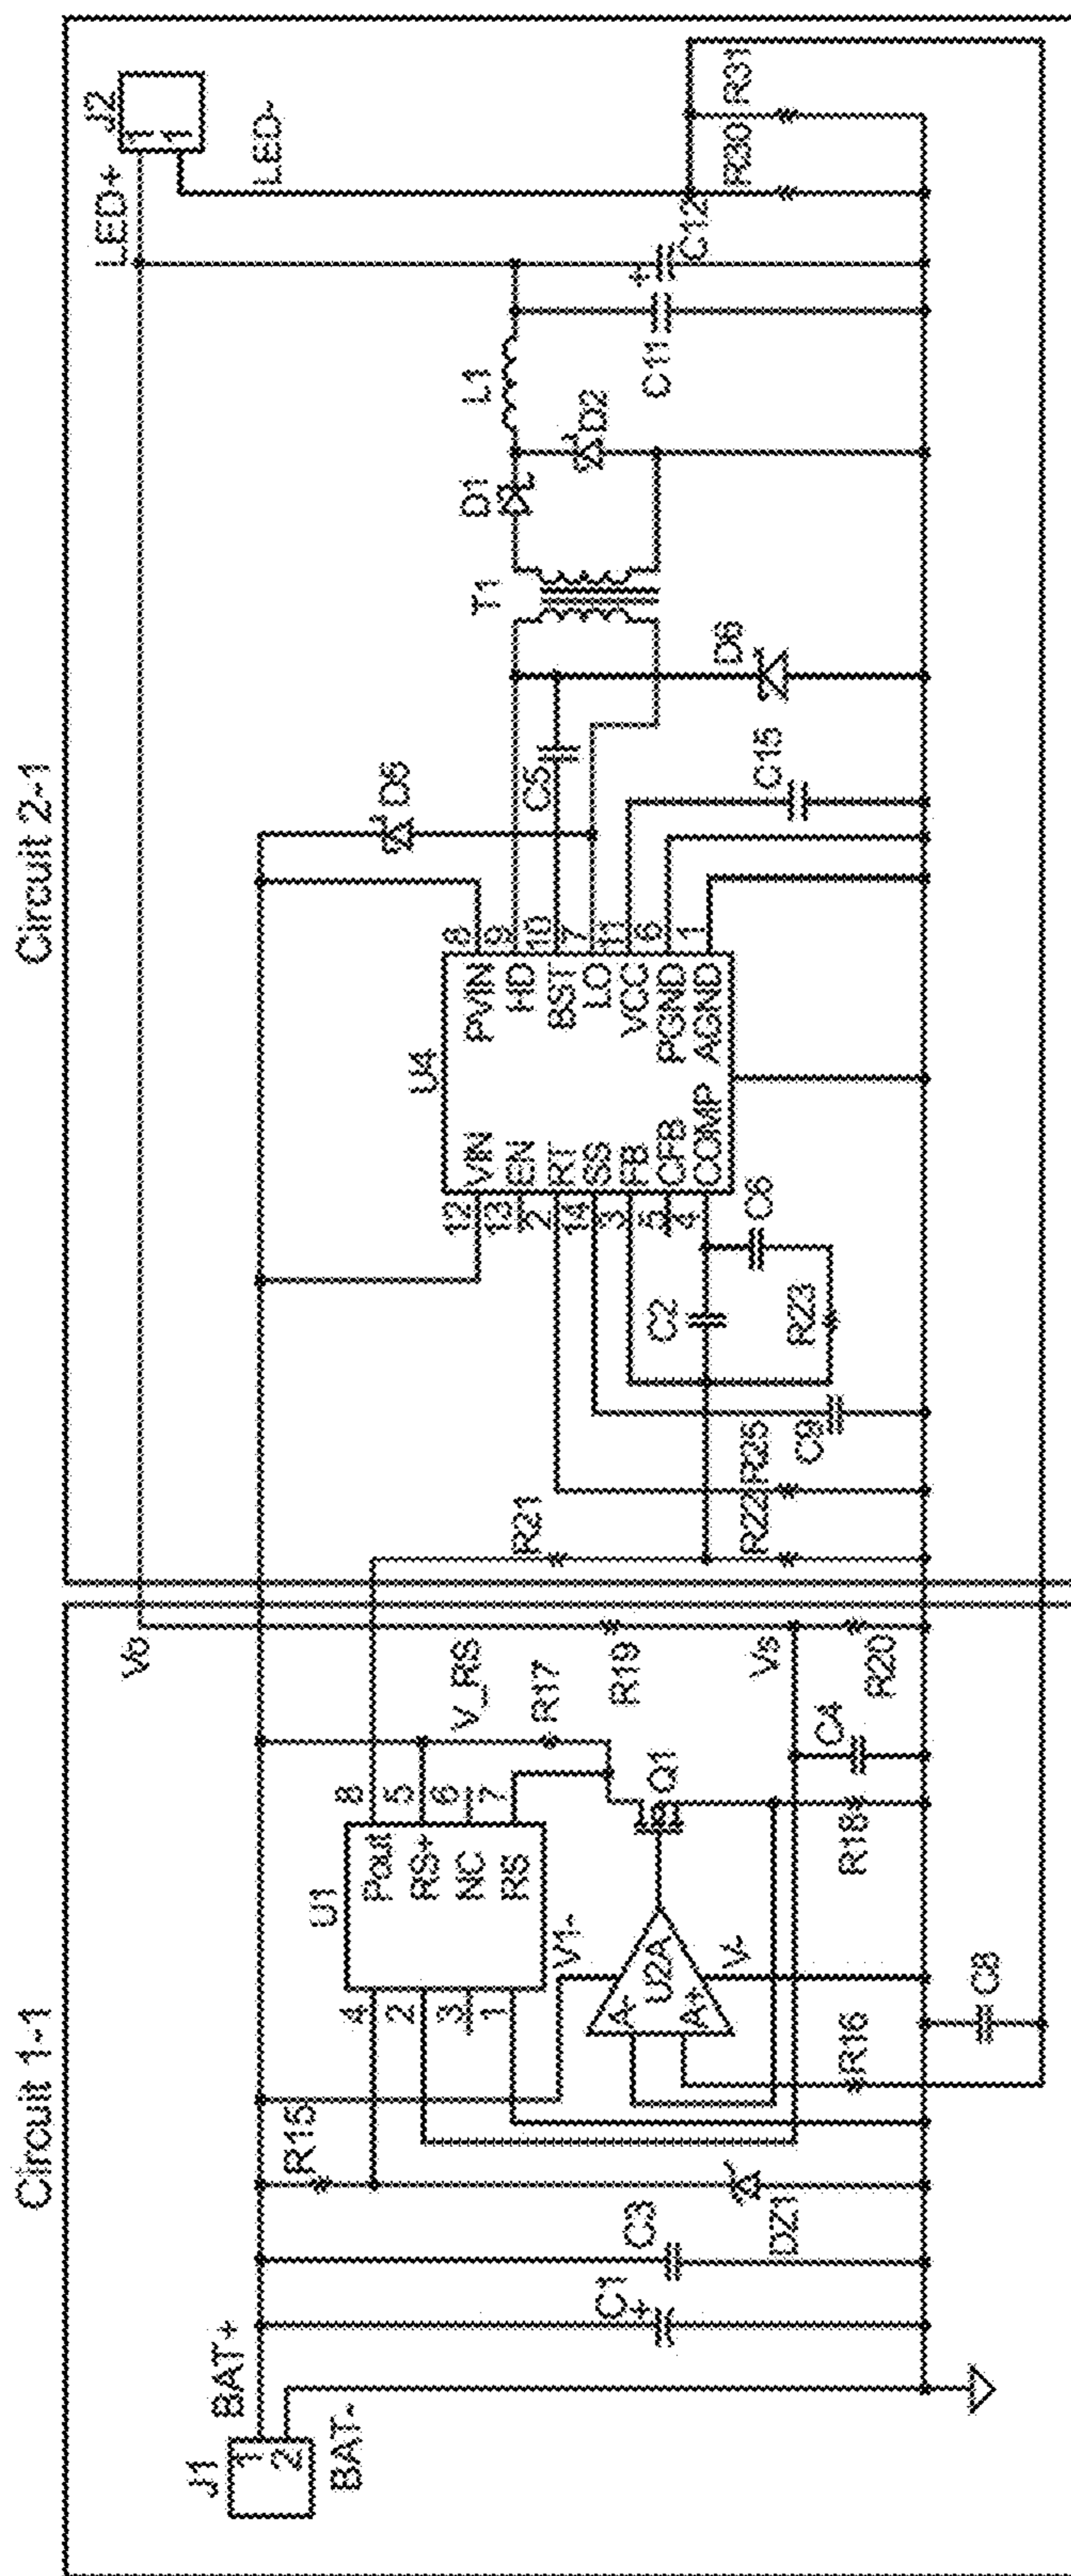 Circuit 1-1
Circuit 2-1
J1
1
2
BAT+
BAT-
C1
+
C3
R15
DZ1
U1
4
2
3
1
Pout
RS+
NC
RS
8
5
6
7
V1-
A-
U2A
A+
V-
R16
C8
Q1
R18
C4
V_RS
R17
R19
Vo
Vs
R20
R21
R22
R25
C9
C2
R23
C6
U4
12
13
2
14
3
5
4
VIN
EN
RT
SS
FB
CFB
COMP
PVIN
HO
BST
LO
VCC
PGND
AGND
8
9
10
7
11
6
1
D5
C5
C15
D6
T1
D1
D2
L1
C11
+
C12
R30
R31
LED+
LED-
J2
1
1